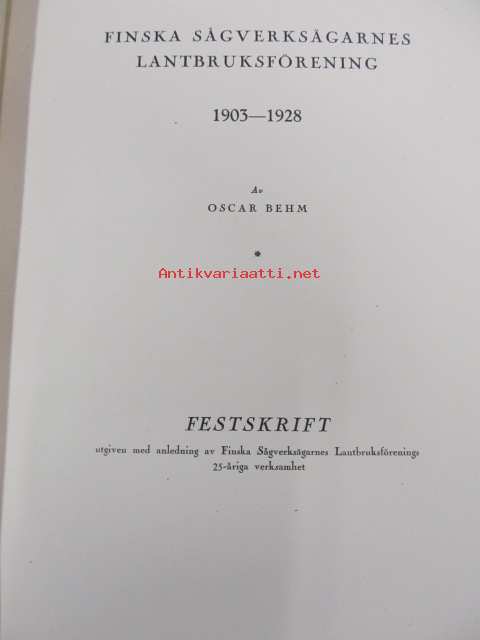 FINSKA SÅGVERKSÄGARNES
LANTBRUKSFÖRENING
1903—1928
Av
OSCAR BEHM
*
Antikvariaatti.net
FESTSKRIFT
utgiven med anledning av Finska Sågverksägarnes Lantbruksförenings
25-åriga verksamhet